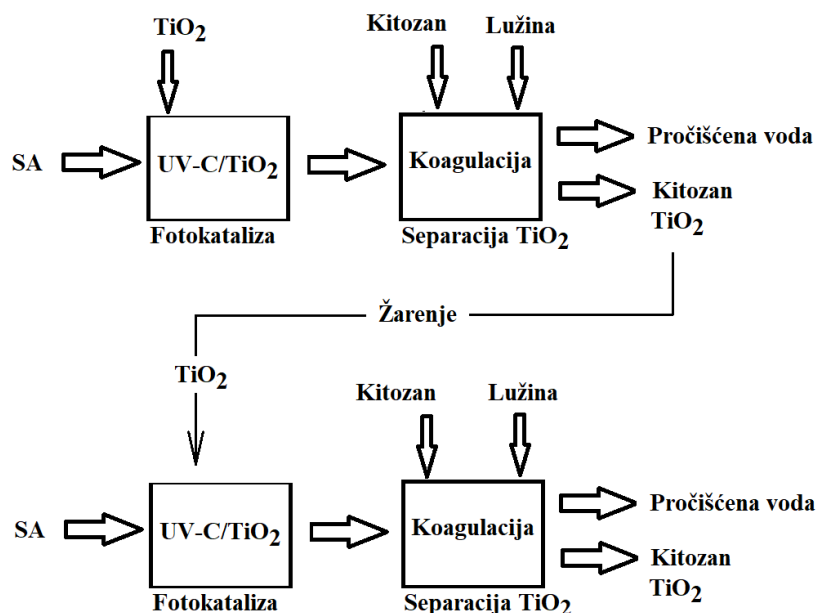 TiO2
Kitozan Lužina
SA
UV-C/TiO2
Koagulacija
Pročišćena voda
Kitozan
TiO2
Fotokataliza
Separacija TiO2
Žarenje
TiO2
Kitozan Lužina
SA
UV-C/TiO2
Koagulacija
Pročišćena voda
Kitozan
TiO2
Fotokataliza
Separacija TiO2